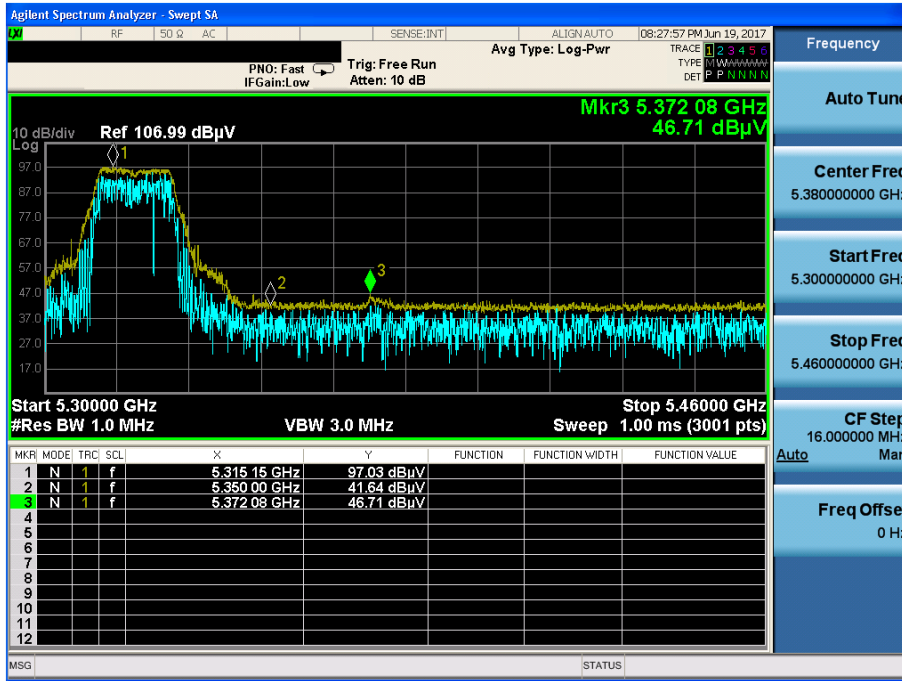 Agilent Spectrum Analyzer - Swept SA
LXI RF 50 Ω AC SENSE:INT ALIGN AUTO 08:27:57 PM Jun 19, 2017
Frequency
Avg Type: Log-Pwr
TRACE 1 2 3 4 5 6
PNO: Fast Trig: Free Run
TYPE M W
IFGain:Low Atten: 10 dB
DET P P N N N N
Auto Tune
Mkr3 5.372 08 GHz
46.71 dBµV
10 dB/div Ref 106.99 dBµV
Log
1
97.0
87.0
77.0
67.0
57.0
47.0
37.0
27.0
17.0
2
3
Center Freq
5.380000000 GHz
Start Freq
5.300000000 GHz
Stop Freq
5.460000000 GHz
Start 5.30000 GHz Stop 5.46000 GHz
#Res BW 1.0 MHz VBW 3.0 MHz Sweep 1.00 ms (3001 pts)
CF Step
16.000000 MHz
Auto Man
MKR MODE TRC SCL X Y FUNCTION FUNCTION WIDTH FUNCTION VALUE
1 N 1 f 5.315 15 GHz 97.03 dBµV
2 N 1 f 5.350 00 GHz 41.64 dBµV
3 N 1 f 5.372 08 GHz 46.71 dBµV
4
5
6
7
8
9
10
11
12
Freq Offset
0 Hz
MSG STATUS